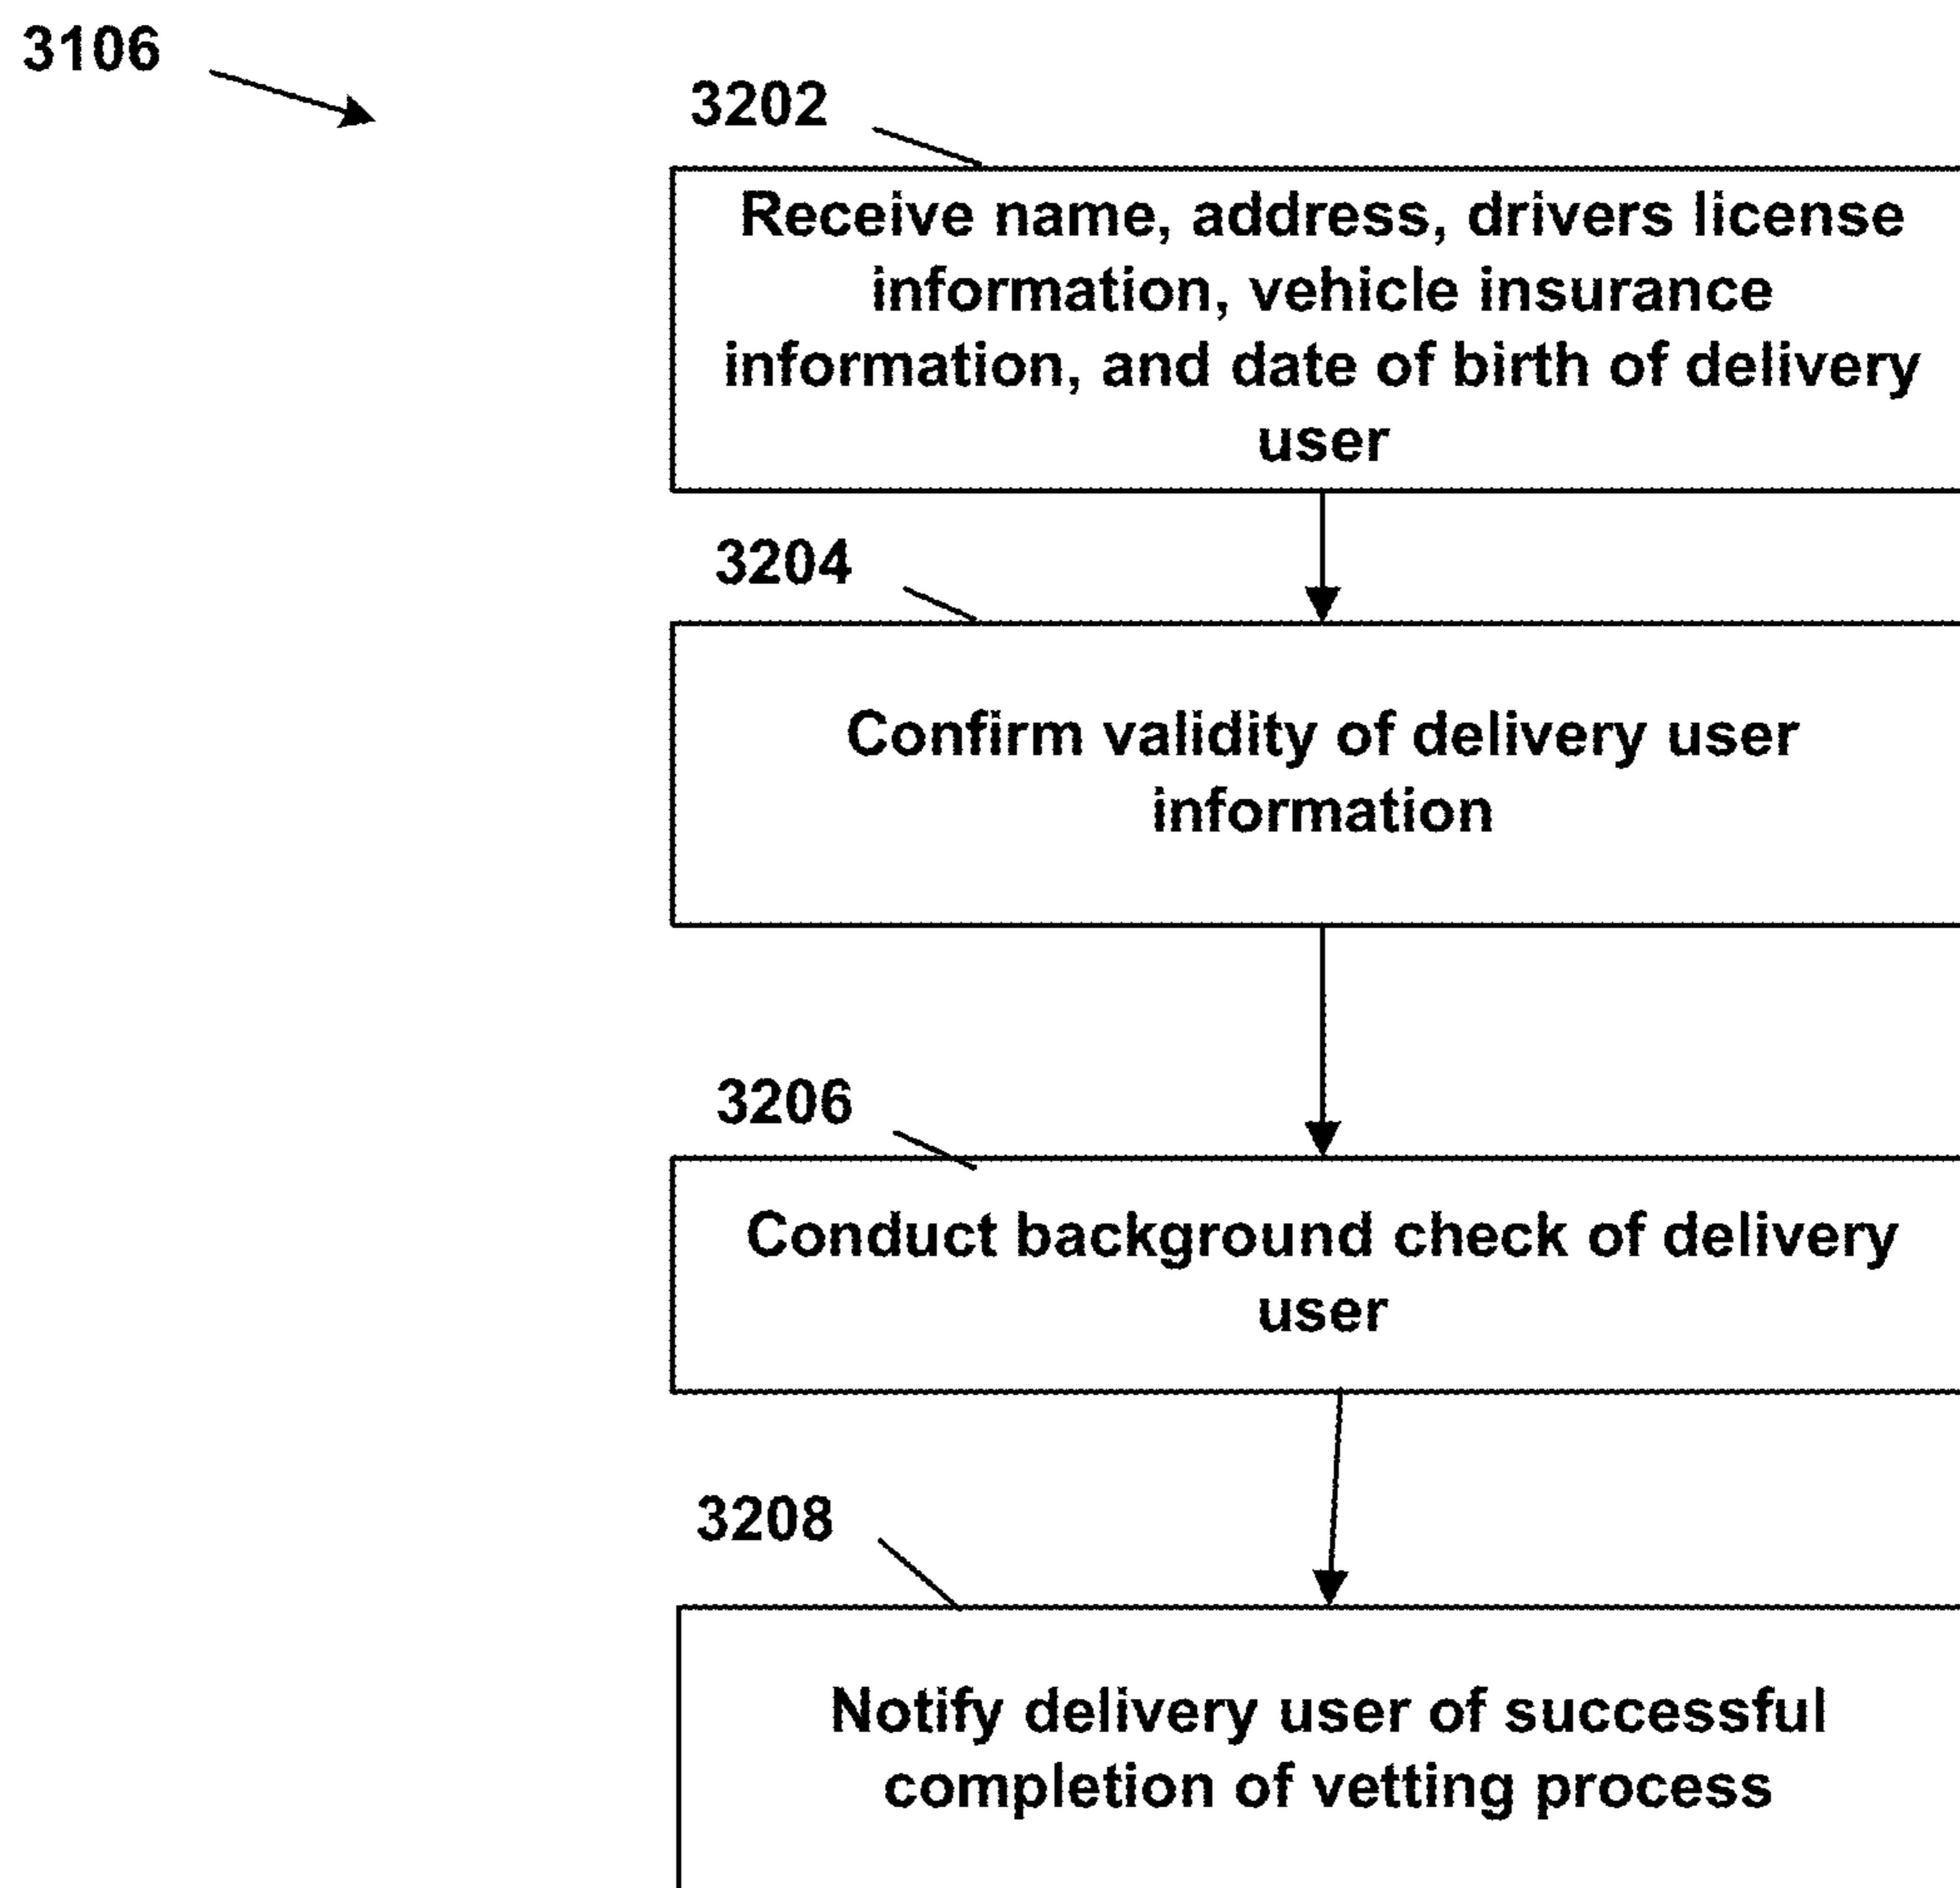 3106
3202
Receive name, address, drivers license
information, vehicle insurance
information, and date of birth of delivery
user
3204
Confirm validity of delivery user
information
3206
Conduct background check of delivery
user
3208
Notify delivery user of successful
completion of vetting process